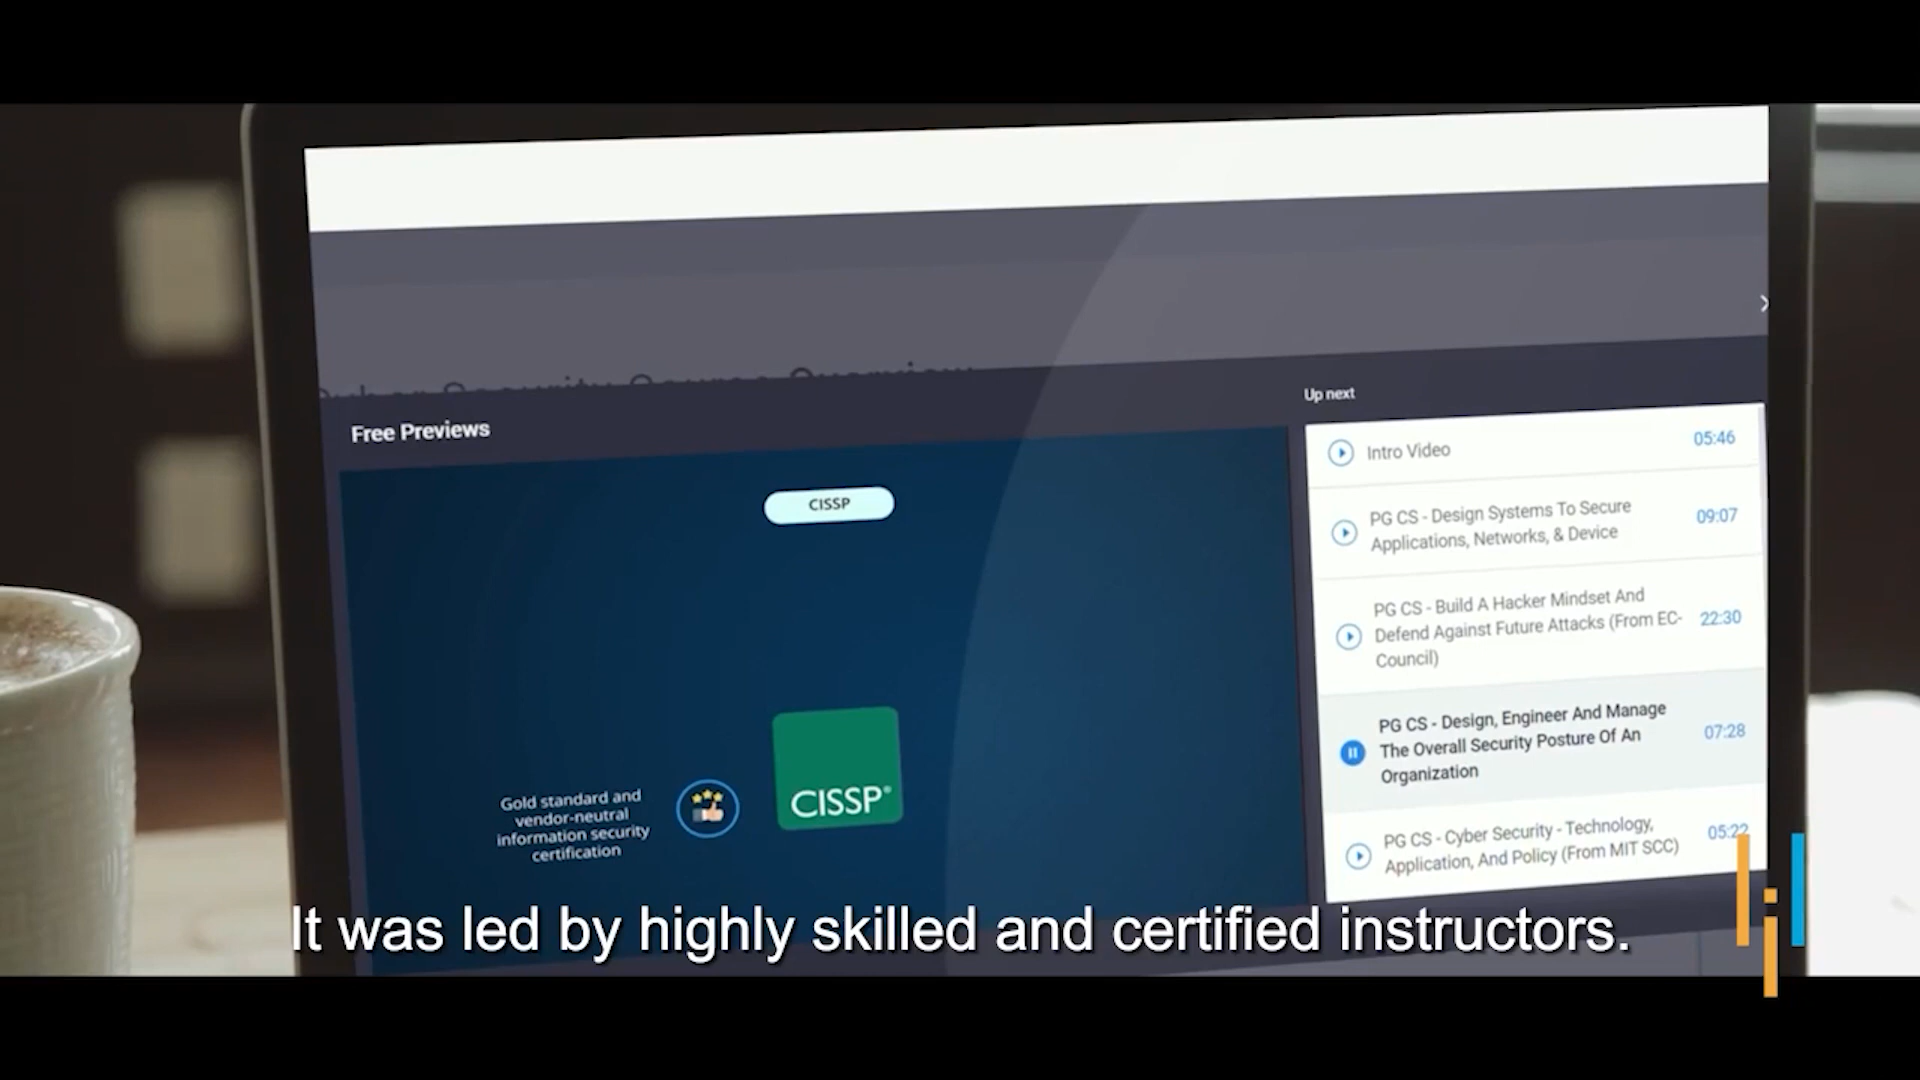 Cyber Security Course Overview
Free Previews
CISSP
Gold standard and
vendor-neutral
information security
certification
CISSP®
Up next
Intro Video
05:46
PG CS - Design Systems To Secure
Applications, Networks, & Device
09:07
PG CS - Build A Hacker Mindset And
Defend Against Future Attacks (From EC-
Council)
22:30
PG CS - Design, Engineer And Manage
The Overall Security Posture Of An
Organization
07:28
PG CS - Cyber Security - Technology,
Application, And Policy (From MIT SCC)
05:22
It was led by highly skilled and certified instructors.